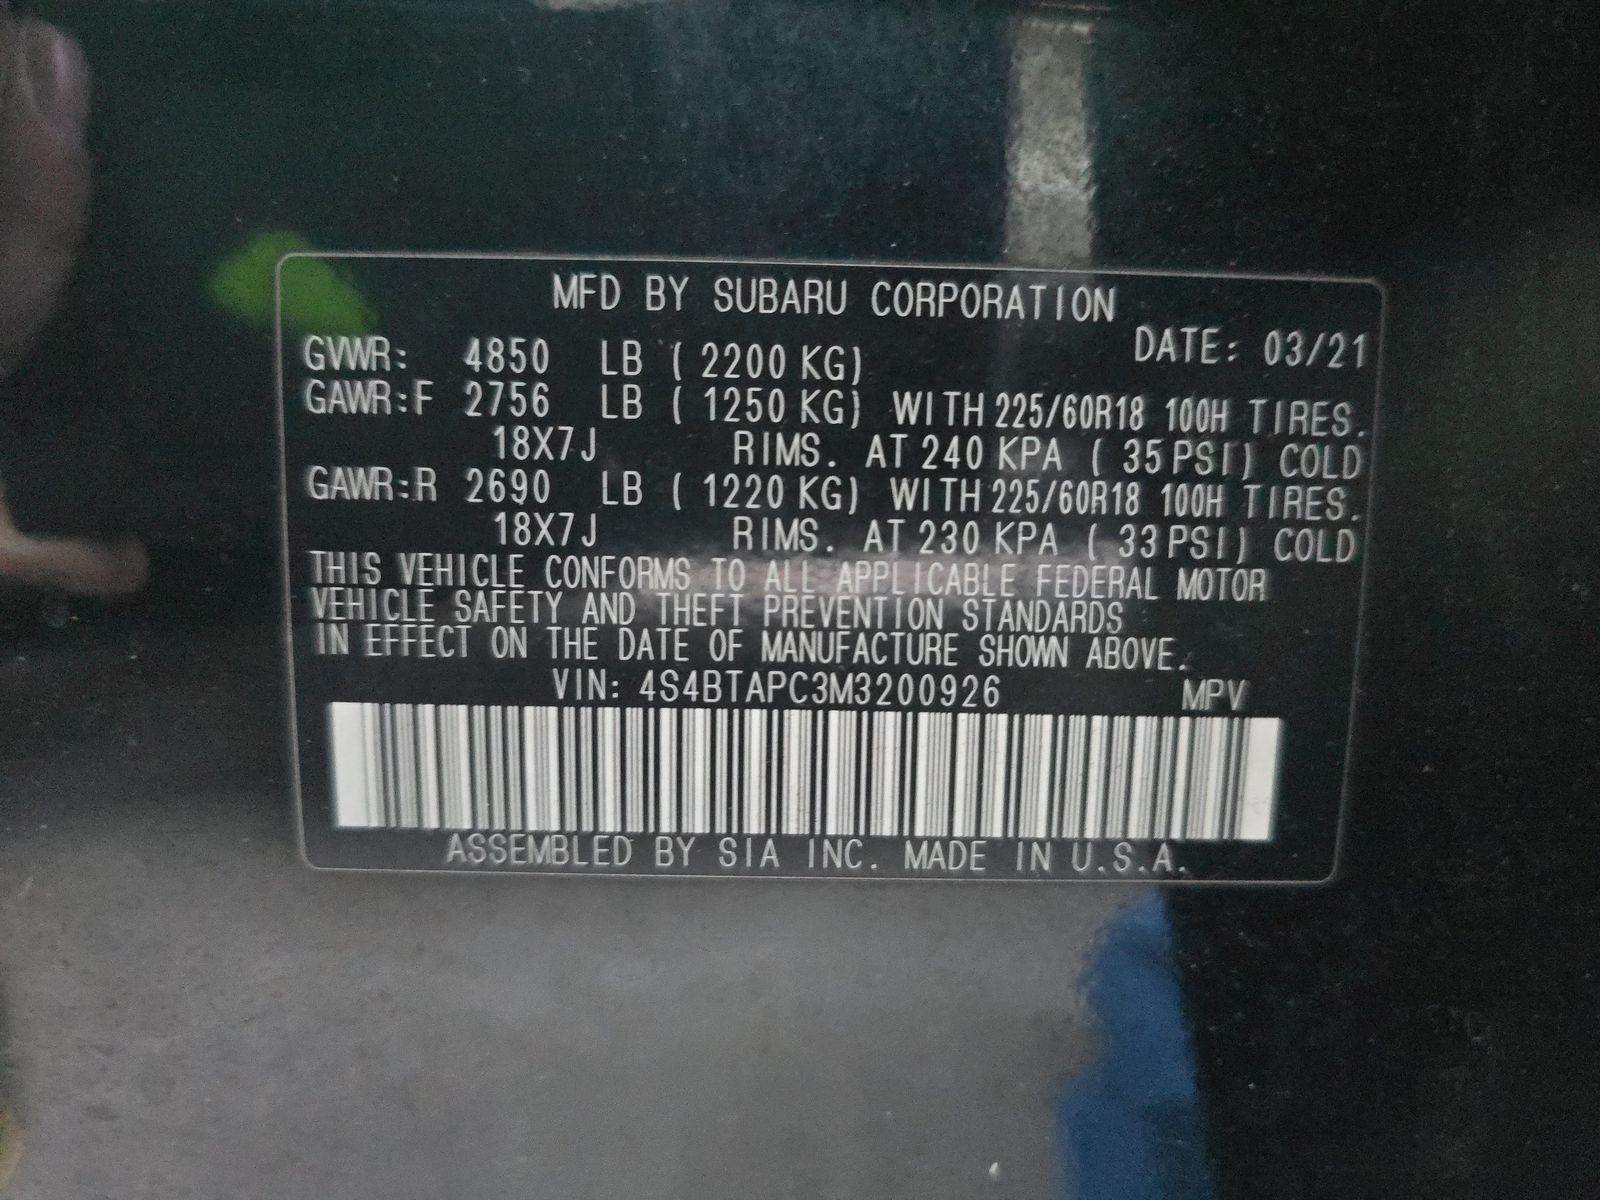 MFD BY SUBARU CORPORATION
DATE: 03/21
GVWR: 4850 LB ( 2200 KG)
GAWR:F 2756 LB ( 1250 KG) WITH 225/60R18 100H TIRES.
18X7J RIMS. AT 240 KPA ( 35 PSI) COLD
GAWR:R 2690 LB ( 1220 KG) WITH 225/60R18 100H TIRES.
18X7J RIMS. AT 230 KPA ( 33 PSI) COLD
THIS VEHICLE CONFORMS TO ALL APPLICABLE FEDERAL MOTOR
VEHICLE SAFETY AND THEFT PREVENTION STANDARDS
IN EFFECT ON THE DATE OF MANUFACTURE SHOWN ABOVE.
VIN: 4S4BTAPC3M3200926 MPV
ASSEMBLED BY SIA INC. MADE IN U.S.A.